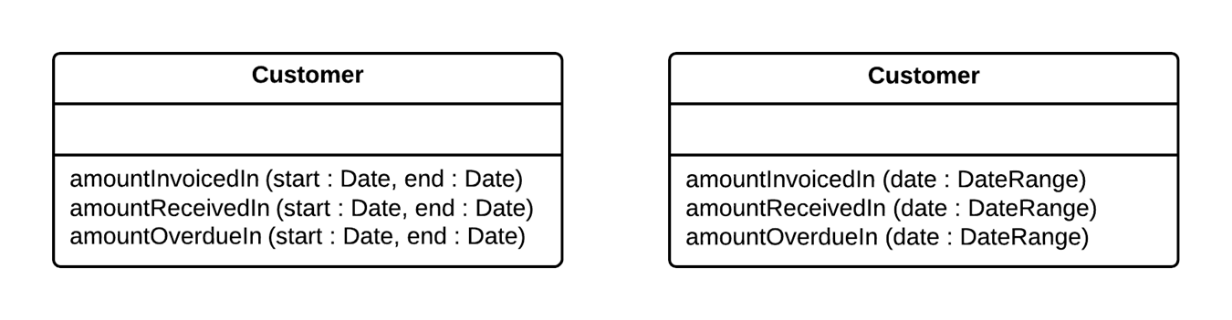 Customer
amountInvoicedIn (start : Date, end : Date)
amountReceivedIn (start : Date, end : Date)
amountOverdueIn (start : Date, end : Date)
Customer
amountInvoicedIn (date : DateRange)
amountReceivedIn (date : DateRange)
amountOverdueIn (date : DateRange)